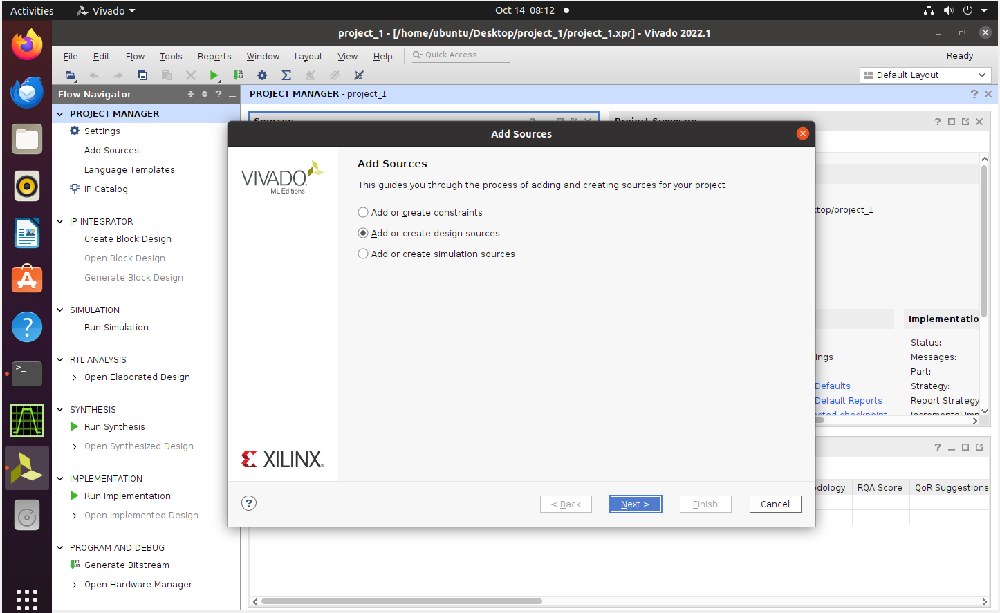 Activities
Vivado
Oct 14 08:12
project_1 - [/home/ubuntu/Desktop/project_1/project_1.xpr] - Vivado 2022.1
File Edit Flow Tools Reports Window Layout View Help
Quick Access
Ready
Default Layout
Flow Navigator
PROJECT MANAGER - project_1
PROJECT MANAGER
Settings
Add Sources
Language Templates
IP Catalog
IP INTEGRATOR
Create Block Design
Open Block Design
Generate Block Design
SIMULATION
Run Simulation
RTL ANALYSIS
Open Elaborated Design
SYNTHESIS
Run Synthesis
Open Synthesized Design
IMPLEMENTATION
Run Implementation
Open Implemented Design
PROGRAM AND DEBUG
Generate Bitstream
Open Hardware Manager
Sources
Project Summary
Add Sources
VIVADO
ML Editions
Add Sources
This guides you through the process of adding and creating sources for your project
Add or create constraints
Add or create design sources
Add or create simulation sources
XILINX
< Back
Next >
Finish
Cancel
ktop/project_1
Implementatio
Status:
ings
Messages:
Part:
Defaults
Strategy:
Default Reports
Report Strategy
cted checkpoint
Incremental imp
dology
RQA Score
QoR Suggestions